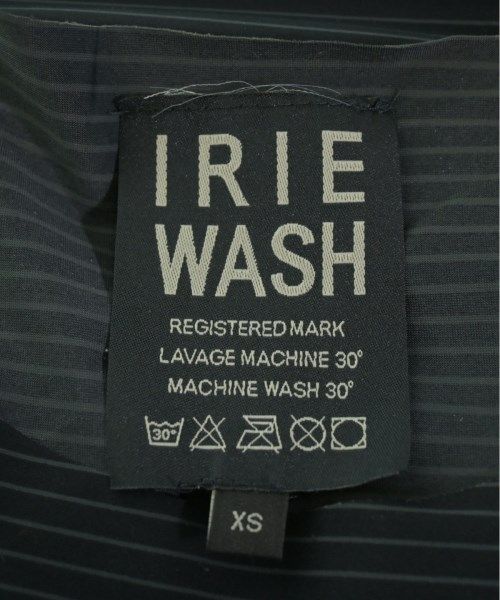 IRIE
WASH
REGISTERED MARK
LAVAGE MACHINE 30°
MACHINE WASH 30°
30°
XS